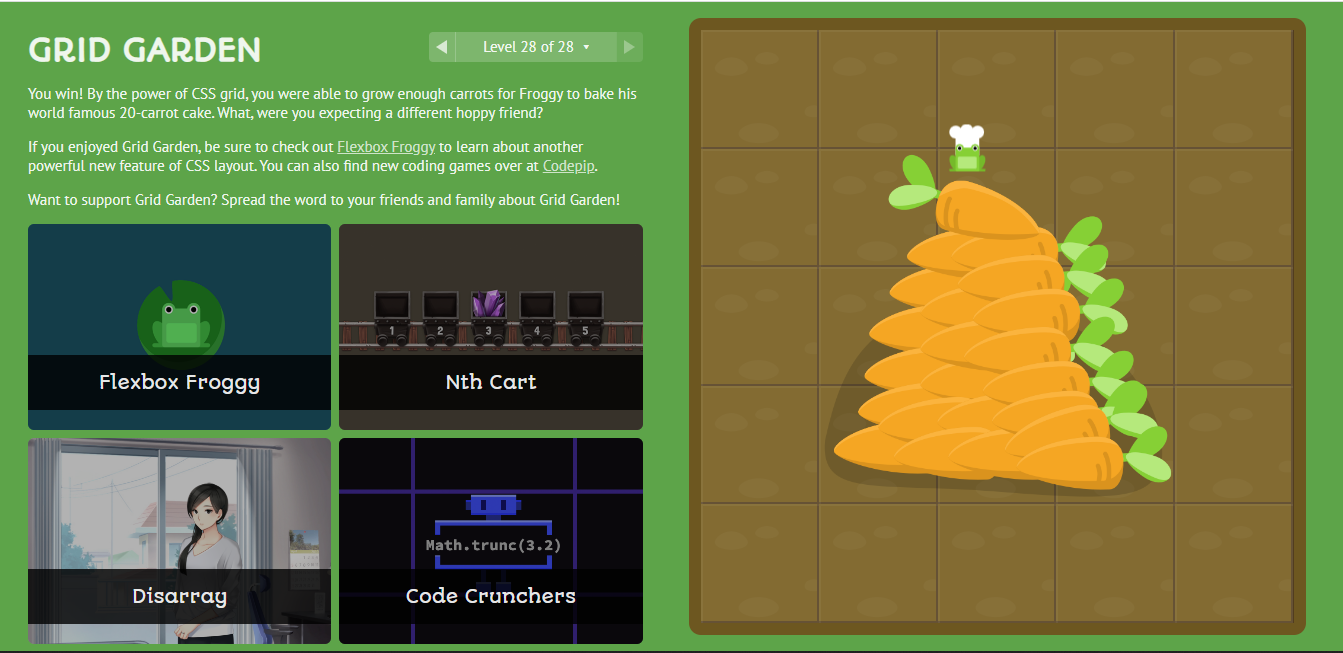 GRID GARDEN
Level 28 of 28
You win! By the power of CSS grid, you were able to grow enough carrots for Froggy to bake his
world famous 20-carrot cake. What, were you expecting a different hoppy friend?
If you enjoyed Grid Garden, be sure to check out Flexbox Froggy to learn about another
powerful new feature of CSS layout. You can also find new coding games over at Codepip.
Want to support Grid Garden? Spread the word to your friends and family about Grid Garden!
1 2 3 4 5
Flexbox Froggy
Nth Cart
Math.trunc(3.2)
Disarray
Code Crunchers